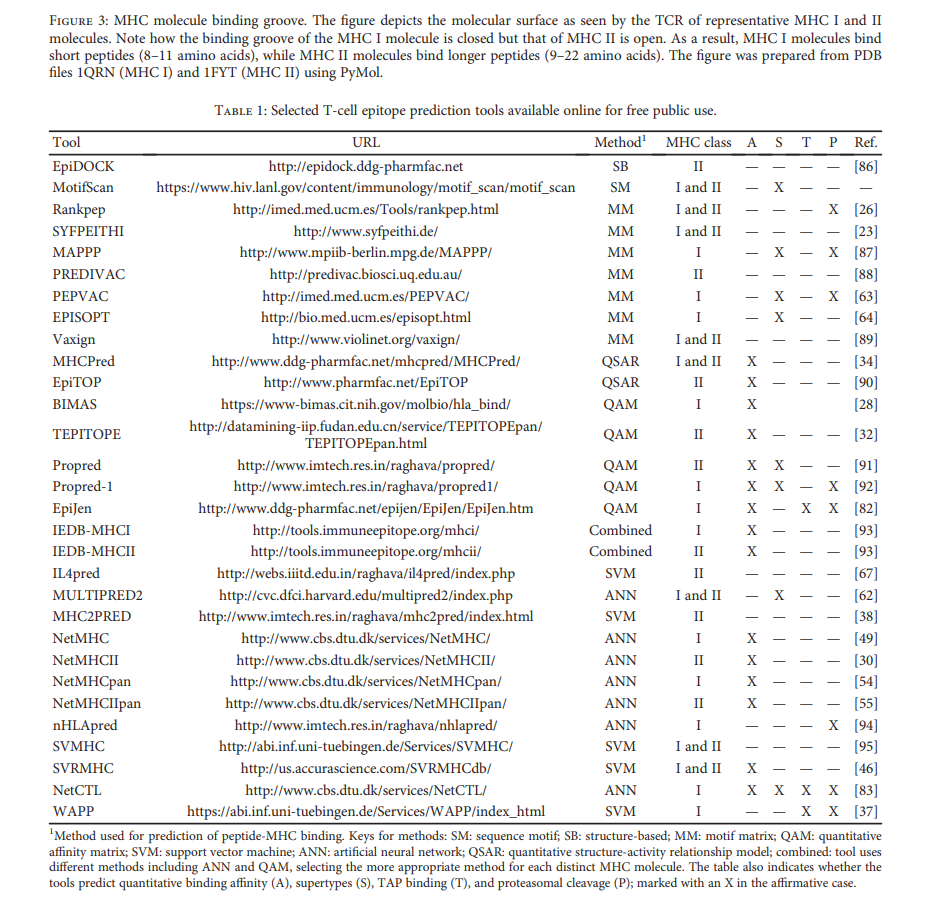 FIGURE 3: MHC molecule binding groove. The figure depicts the molecular surface as seen by the TCR of representative MHC I and II
molecules. Note how the binding groove of the MHC I molecule is closed but that of MHC II is open. As a result, MHC I molecules bind
short peptides (8–11 amino acids), while MHC II molecules bind longer peptides (9–22 amino acids). The figure was prepared from PDB
files 1QRN (MHC I) and 1FYT (MHC II) using PyMol.
TABLE 1: Selected T-cell epitope prediction tools available online for free public use.
Tool URL Method¹ MHC class A S T P Ref.
EpiDOCK http://epidock.ddg-pharmfac.net SB II — — — — [86]
MotifScan https://www.hiv.lanl.gov/content/immunology/motif_scan/motif_scan SM I and II — X — — —
Rankpep http://imed.med.ucm.es/Tools/rankpep.html MM I and II — — — X [26]
SYFPEITHI http://www.syfpeithi.de/ MM I and II — — — — [23]
MAPPP http://www.mpiib-berlin.mpg.de/MAPPP/ MM I — X — X [87]
PREDIVAC http://predivac.biosci.uq.edu.au/ MM II — — — — [88]
PEPVAC http://imed.med.ucm.es/PEPVAC/ MM I — X — X [63]
EPISOPT http://bio.med.ucm.es/episopt.html MM I — X — — [64]
Vaxign http://www.violinet.org/vaxign/ MM I and II — — — — [89]
MHCPred http://www.ddg-pharmfac.net/mhcpred/MHCPred/ QSAR I and II X — — — [34]
EpiTOP http://www.pharmfac.net/EpiTOP QSAR II X — — — [90]
BIMAS https://www-bimas.cit.nih.gov/molbio/hla_bind/ QAM I X [28]
TEPITOPE http://datamining-iip.fudan.edu.cn/service/TEPITOPEpan/
TEPITOPEpan.html QAM II X — — — [32]
Propred http://www.imtech.res.in/raghava/propred/ QAM II X X — — [91]
Propred-1 http://www.imtech.res.in/raghava/propred1/ QAM I X X — X [92]
EpiJen http://www.ddg-pharmfac.net/epijen/EpiJen/EpiJen.htm QAM I X — X X [82]
IEDB-MHCI http://tools.immuneepitope.org/mhci/ Combined I X — — — [93]
IEDB-MHCII http://tools.immuneepitope.org/mhcii/ Combined II X — — — [93]
IL4pred http://webs.iiitd.edu.in/raghava/il4pred/index.php SVM II — — — — [67]
MULTIPRED2 http://cvc.dfci.harvard.edu/multipred2/index.php ANN I and II — X — — [62]
MHC2PRED http://www.imtech.res.in/raghava/mhc2pred/index.html SVM II — — — — [38]
NetMHC http://www.cbs.dtu.dk/services/NetMHC/ ANN I X — — — [49]
NetMHCII http://www.cbs.dtu.dk/services/NetMHCII/ ANN II X — — — [30]
NetMHCpan http://www.cbs.dtu.dk/services/NetMHCpan/ ANN I X — — — [54]
NetMHCIIpan http://www.cbs.dtu.dk/services/NetMHCIIpan/ ANN II X — — — [55]
nHLApred http://www.imtech.res.in/raghava/nhlapred/ ANN I — — — X [94]
SVMHC http://abi.inf.uni-tuebingen.de/Services/SVMHC/ SVM I and II — — — — [95]
SVRMHC http://us.accurascience.com/SVRMHCdb/ SVM I and II X — — — [46]
NetCTL http://www.cbs.dtu.dk/services/NetCTL/ ANN I X X X X [83]
WAPP https://abi.inf.uni-tuebingen.de/Services/WAPP/index_html SVM I — — X X [37]
¹Method used for prediction of peptide-MHC binding. Keys for methods: SM: sequence motif; SB: structure-based; MM: motif matrix; QAM: quantitative
affinity matrix; SVM: support vector machine; ANN: artificial neural network; QSAR: quantitative structure-activity relationship model; combined: tool uses
different methods including ANN and QAM, selecting the more appropriate method for each distinct MHC molecule. The table also indicates whether the
tools predict quantitative binding affinity (A), supertypes (S), TAP binding (T), and proteasomal cleavage (P); marked with an X in the affirmative case.